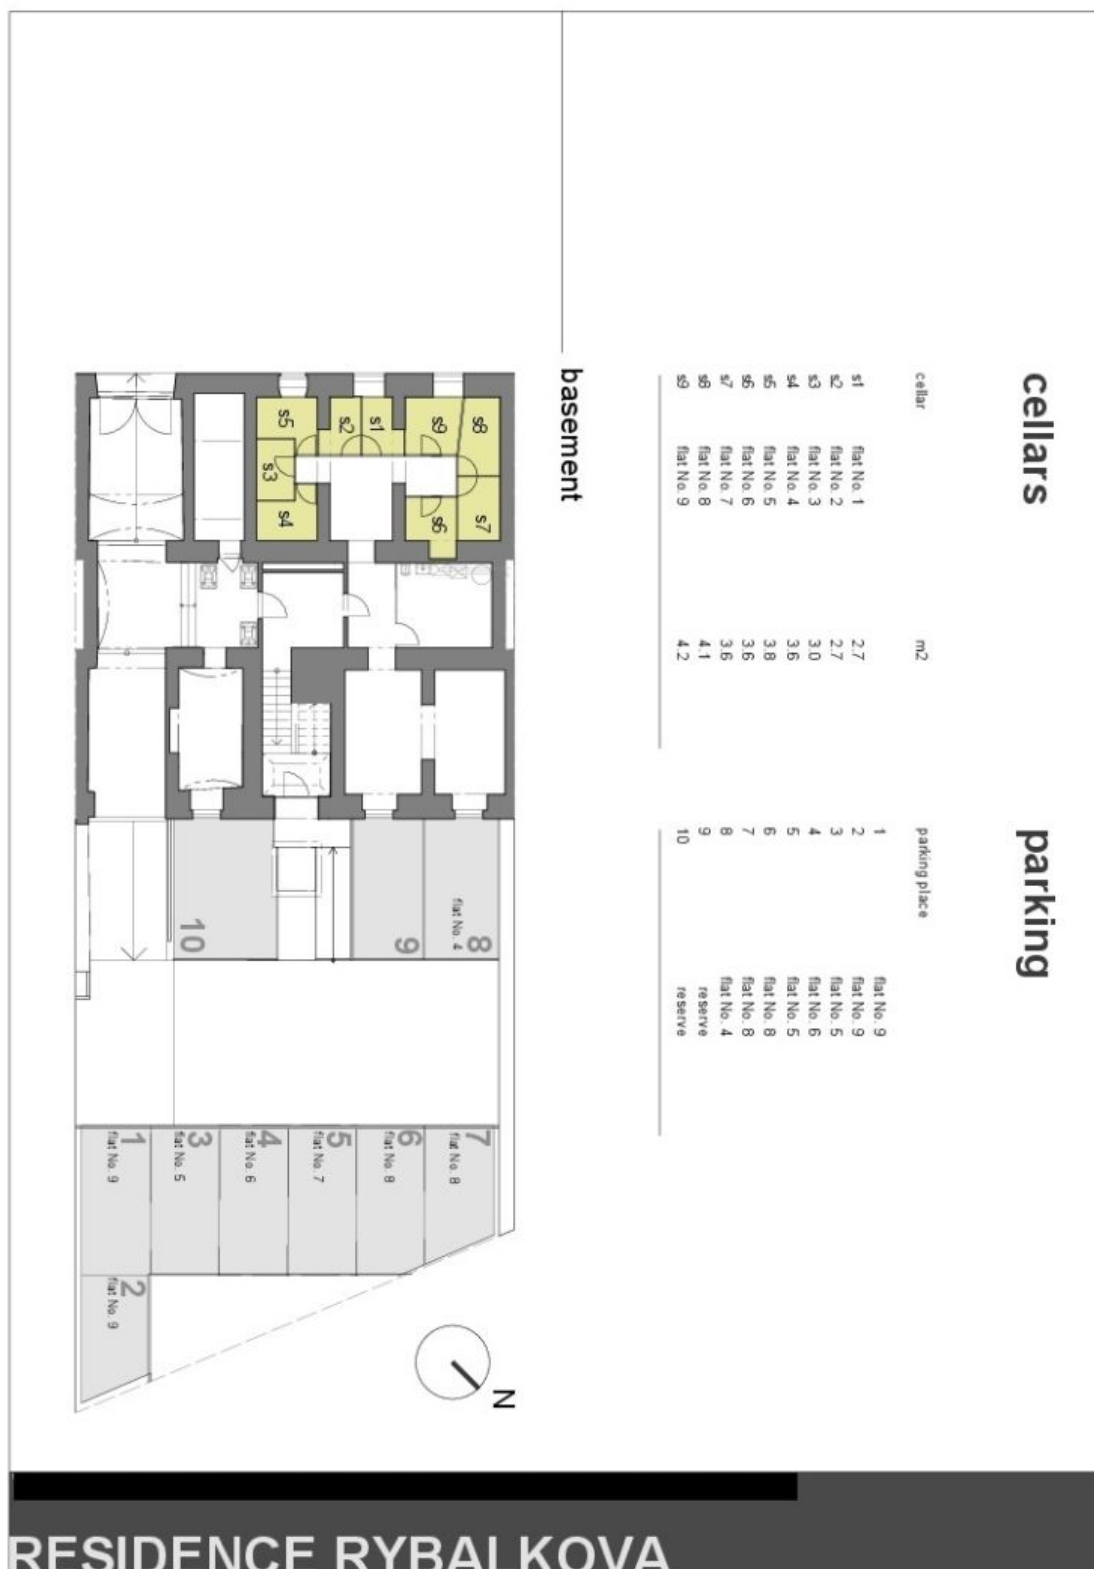 cellars
cellar m2
s1 flat No. 1 2.7
s2 flat No. 2 2.7
s3 flat No. 3 3.0
s4 flat No. 4 3.6
s5 flat No. 5 3.8
s6 flat No. 6 3.6
s7 flat No. 7 3.6
s8 flat No. 8 4.1
s9 flat No. 9 4.2
parking
parking place
1 flat No. 9
2 flat No. 9
3 flat No. 5
4 flat No. 6
5 flat No. 5
6 flat No. 8
7 flat No. 8
8 flat No. 4
9 reserve
10 reserve
basement
s8
s9
s7
s6
s1
s2
s5
s3
s4
8
flat No. 4
9
10
7
flat No. 8
6
flat No. 8
5
flat No. 7
4
flat No. 6
3
flat No. 5
1
flat No. 9
2
flat No. 9
N
RESIDENCE RYBALKOVA